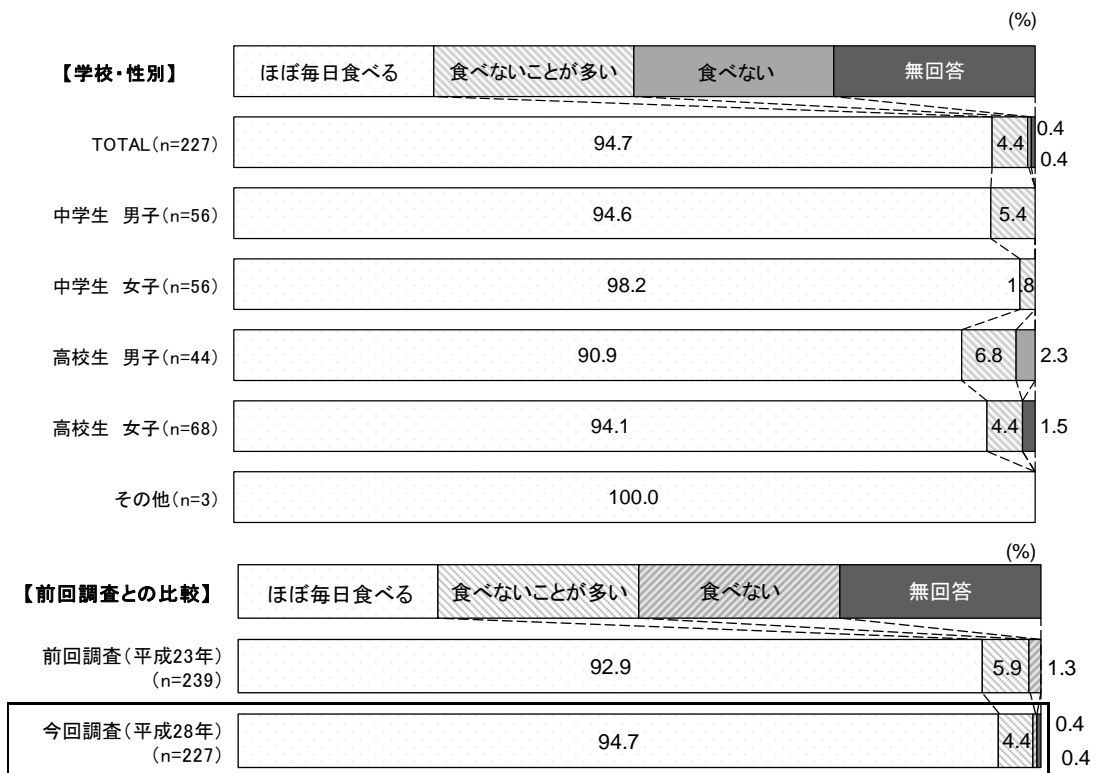 (%)
【学校・性別】 ほぼ毎日食べる 食べないことが多い 食べない 無回答
TOTAL(n=227) 94.7 4.4 0.4 0.4
中学生 男子(n=56) 94.6 5.4
中学生 女子(n=56) 98.2 1.8
高校生 男子(n=44) 90.9 6.8 2.3
高校生 女子(n=68) 94.1 4.4 1.5
その他(n=3) 100.0
(%)
【前回調査との比較】 ほぼ毎日食べる 食べないことが多い 食べない 無回答
前回調査(平成23年)
(n=239) 92.9 5.9 1.3
今回調査(平成28年)
(n=227) 94.7 4.4 0.4 0.4